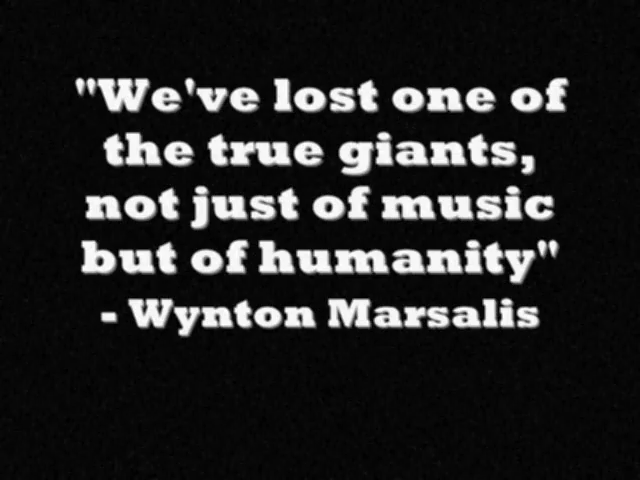 "We've lost one of
the true giants,
not just of music
but of humanity"
- Wynton Marsalis